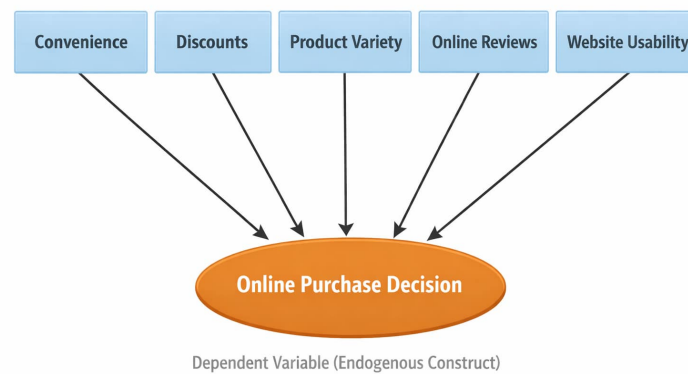 Convenience
Discounts
Product Variety
Online Reviews
Website Usability
Online Purchase Decision
Dependent Variable (Endogenous Construct)